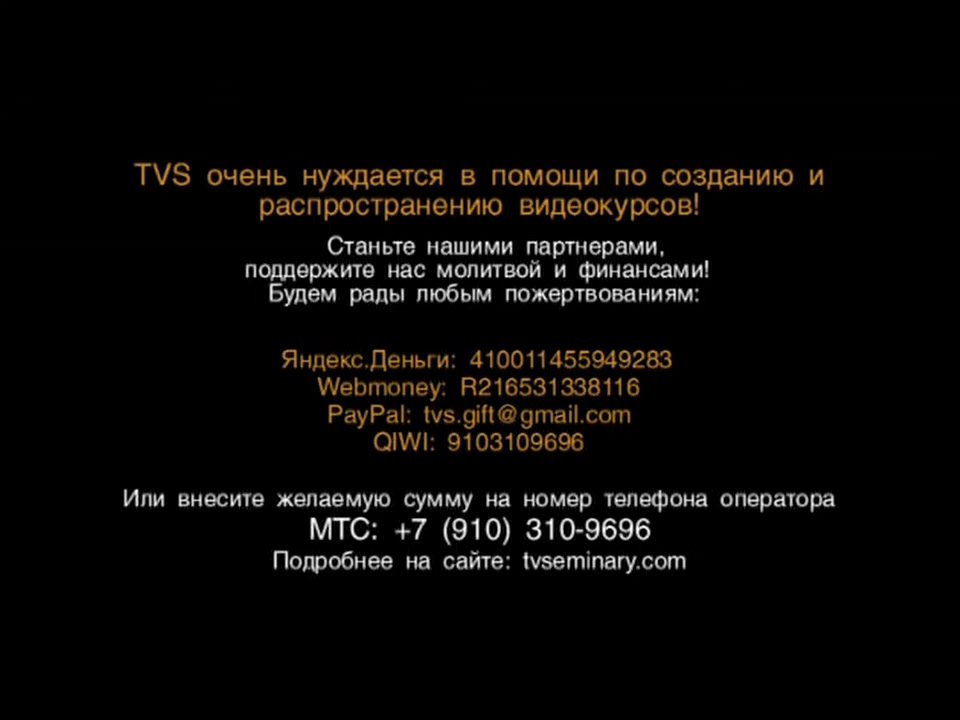 TVS очень нуждается в помощи по созданию и
распространению видеокурсов!
Станьте нашими партнерами,
поддержите нас молитвой и финансами!
Будем рады любым пожертвованиям:
Яндекс.Деньги: 410011455949283
Webmoney: R216531338116
PayPal: tvs.gift@gmail.com
QIWI: 9103109696
Или внесите желаемую сумму на номер телефона оператора
МТС: +7 (910) 310-9696
Подробнее на сайте: tvseminary.com